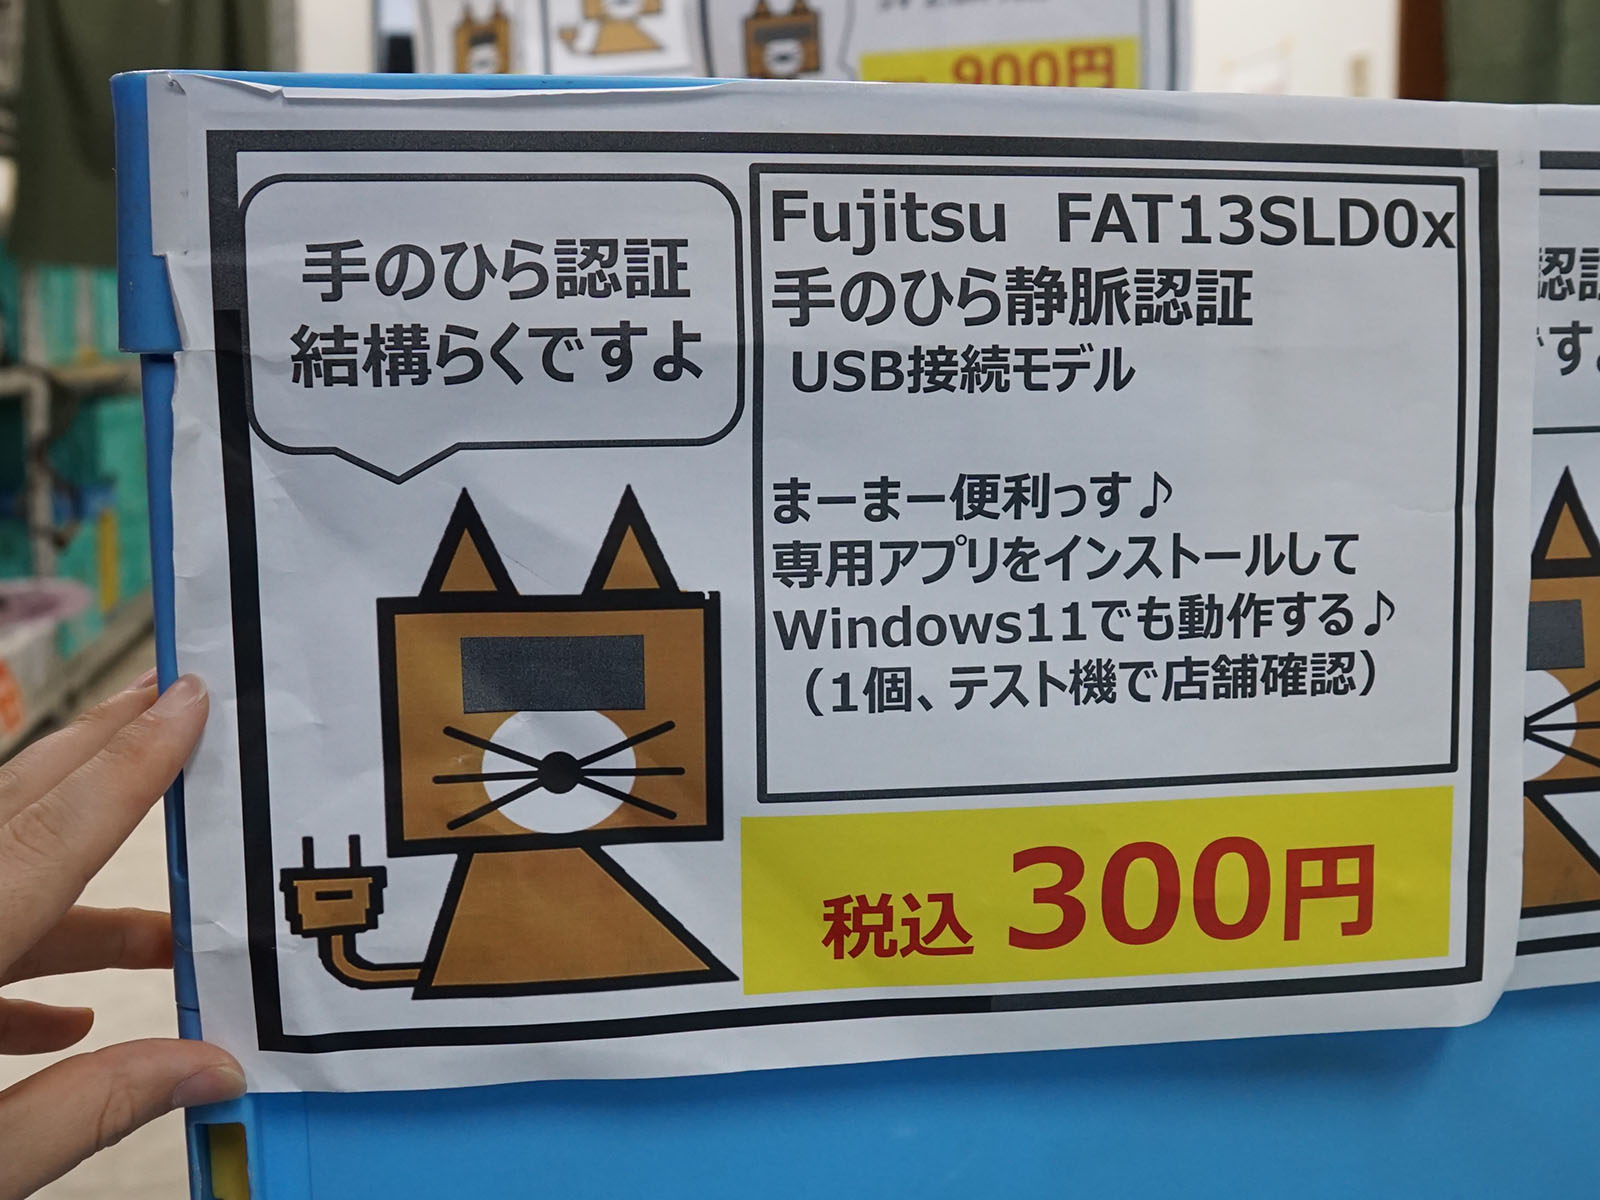 900円
手のひら認証
結構らくですよ
Fujitsu FAT13SLD0x
手のひら静脈認証
USB接続モデル
まーまー便利っす♪
専用アプリをインストールして
Windows11でも動作する♪
（1個、テスト機で店舗確認）
税込 300円